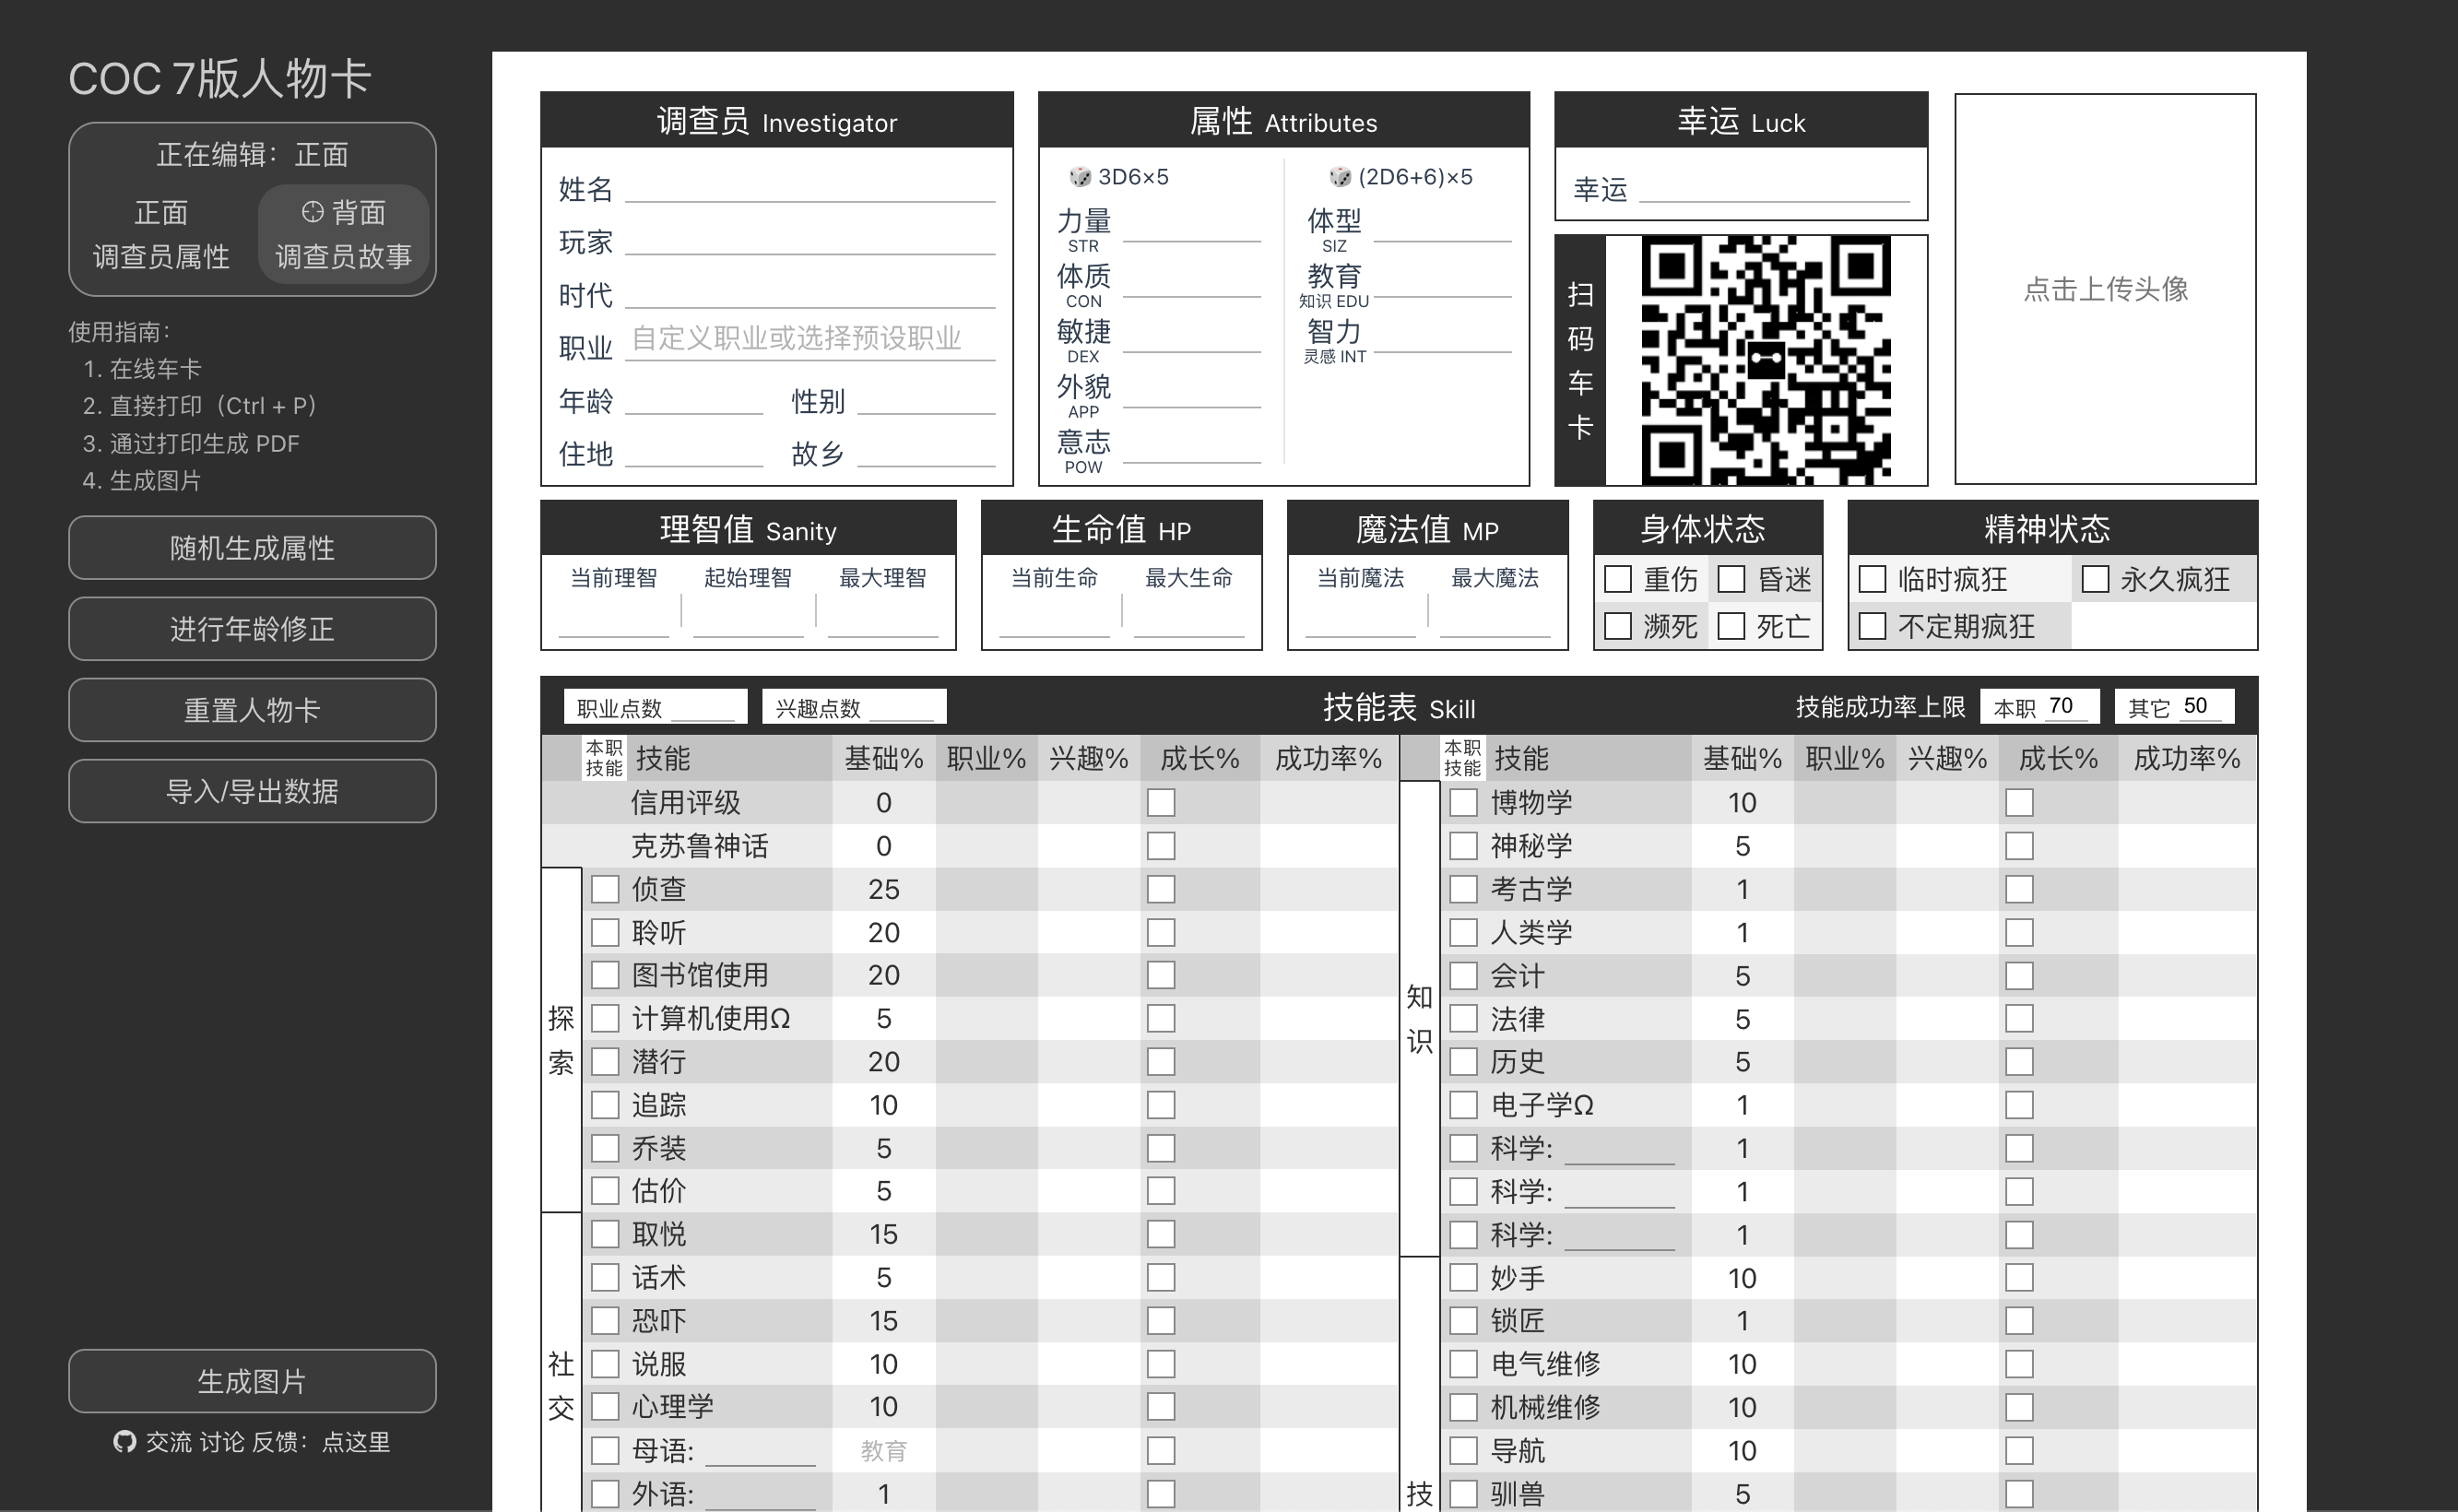 COC 7版人物卡
正在编辑：正面
正面
调查员属性
背面
调查员故事
使用指南：
1. 在线车卡
2. 直接打印（Ctrl + P）
3. 通过打印生成 PDF
4. 生成图片
随机生成属性
进行年龄修正
重置人物卡
导入/导出数据
生成图片
交流 讨论 反馈：点这里
调查员 Investigator
姓名
玩家
时代
职业 自定义职业或选择预设职业
年龄 性别
住地 故乡
属性 Attributes
🎲 3D6×5
力量
STR
体质
CON
敏捷
DEX
外貌
APP
意志
POW
🎲 (2D6+6)×5
体型
SIZ
教育
知识 EDU
智力
灵感 INT
幸运 Luck
幸运
扫码车卡
点击上传头像
理智值 Sanity
当前理智 起始理智 最大理智
生命值 HP
当前生命 最大生命
魔法值 MP
当前魔法 最大魔法
身体状态
重伤 昏迷
濒死 死亡
精神状态
临时疯狂 永久疯狂
不定期疯狂
职业点数 兴趣点数 技能表 Skill 技能成功率上限 本职 70 其它 50
本职技能 技能 基础% 职业% 兴趣% 成长% 成功率%
信用评级 0
克苏鲁神话 0
探索
侦查 25
聆听 20
图书馆使用 20
计算机使用Ω 5
潜行 20
追踪 10
乔装 5
估价 5
社交
取悦 15
话术 5
恐吓 15
说服 10
心理学 10
母语: 教育
外语: 1
本职技能 技能 基础% 职业% 兴趣% 成长% 成功率%
知识
博物学 10
神秘学 5
考古学 1
人类学 1
会计 5
法律 5
历史 5
电子学Ω 1
科学: 1
科学: 1
科学: 1
技
妙手 10
锁匠 1
电气维修 10
机械维修 10
导航 10
驯兽 5